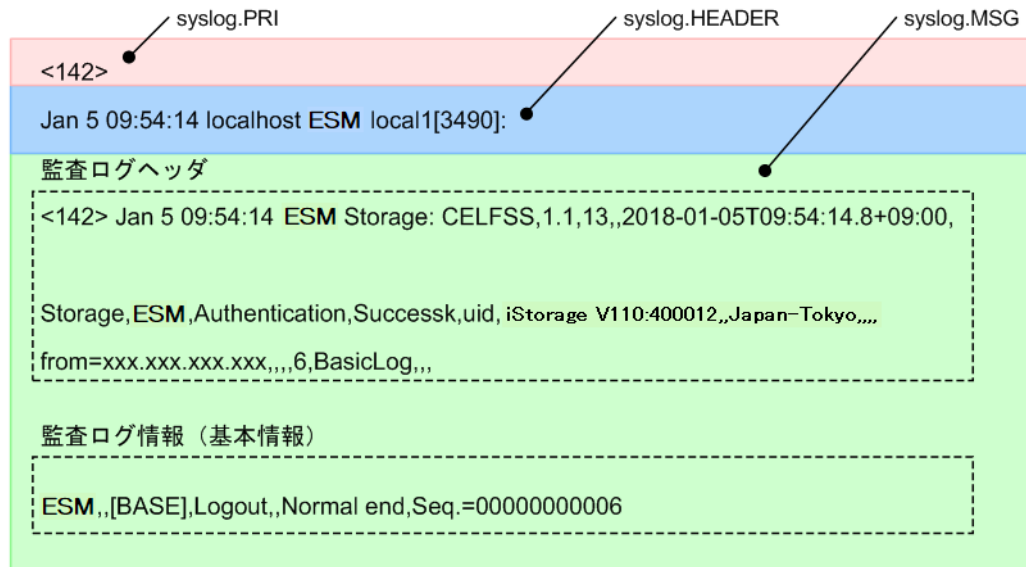 syslog.PRI
syslog.HEADER
syslog.MSG
<142>
Jan 5 09:54:14 localhost ESM local1[3490]:
監査ログヘッダ
<142> Jan 5 09:54:14 ESM Storage: CELFSS,1.1,13,,2018-01-05T09:54:14.8+09:00,
Storage,ESM,Authentication,Successk,uid, iStorage V110:400012,,Japan-Tokyo,,,,
from=xxx.xxx.xxx.xxx,,,,6,BasicLog,,,
監査ログ情報（基本情報）
ESM,,[BASE],Logout,,Normal end,Seq.=00000000006